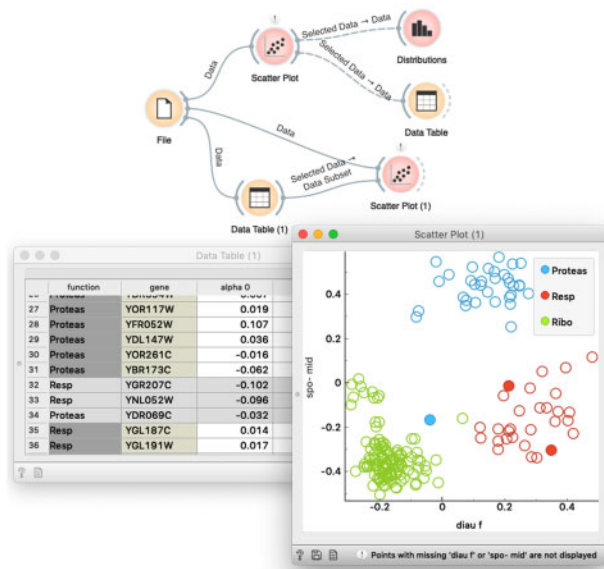 !
Selected Data → Data
Data
Scatter Plot
Distributions
Selected Data → Data
File
Data
Data Table
Data
!
Selected Data →
Data Subset
Data Table (1)
Scatter Plot (1)
Data Table (1)
function gene alpha 0
Proteas
27 Proteas YOR117W 0.019
28 Proteas YFR052W 0.107
29 Proteas YDL147W 0.036
30 Proteas YOR261C -0.016
31 Proteas YBR173C -0.062
32 Resp YGR207C -0.102
33 Resp YNL052W -0.096
34 Proteas YDR069C -0.032
35 Resp YGL187C 0.014
36 Resp YGL191W 0.017
?
Scatter Plot (1)
Proteas
Resp
Ribo
0.4
0.2
0
-0.2
-0.4
spo- mid
-0.2 0 0.2 0.4
diau f
? ! Points with missing 'diau f' or 'spo- mid' are not displayed